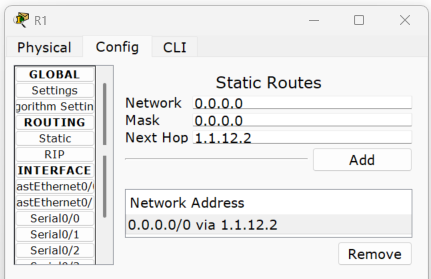 R1
Physical Config CLI
GLOBAL
Settings
gorithm Settin
ROUTING
Static
RIP
INTERFACE
astEthernet0/
astEthernet0/
Serial0/0
Serial0/1
Serial0/2
Static Routes
Network 0.0.0.0
Mask 0.0.0.0
Next Hop 1.1.12.2
Add
Network Address
0.0.0.0/0 via 1.1.12.2
Remove